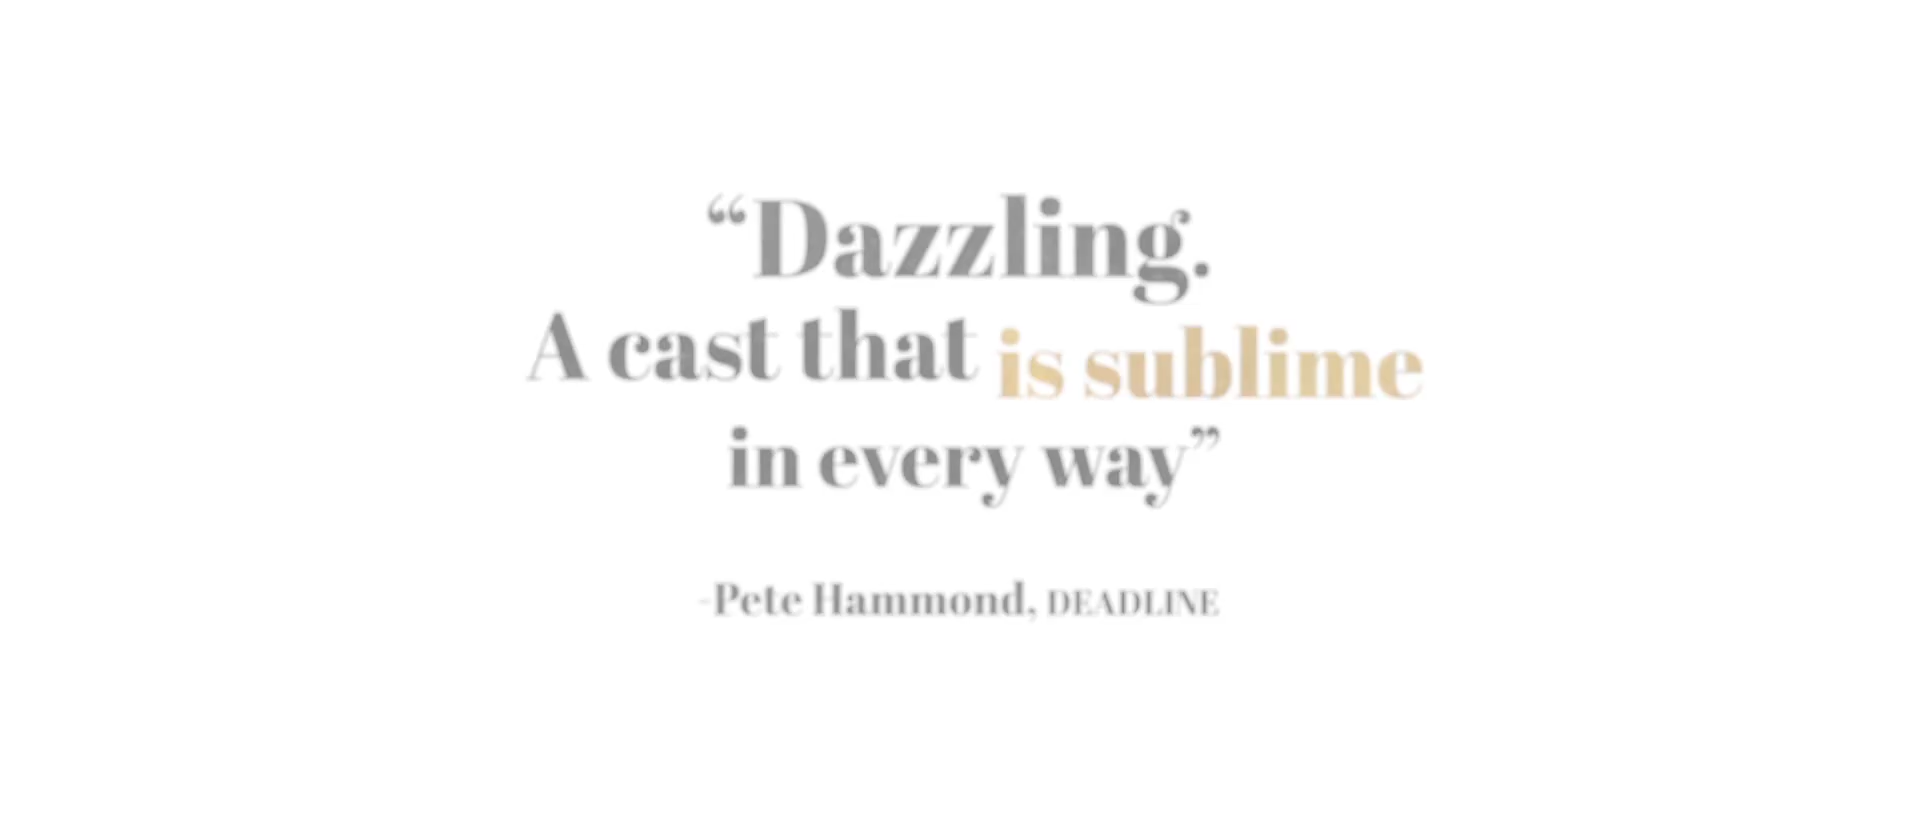 “Dazzling.
A cast that is sublime
in every way”
-Pete Hammond, DEADLINE